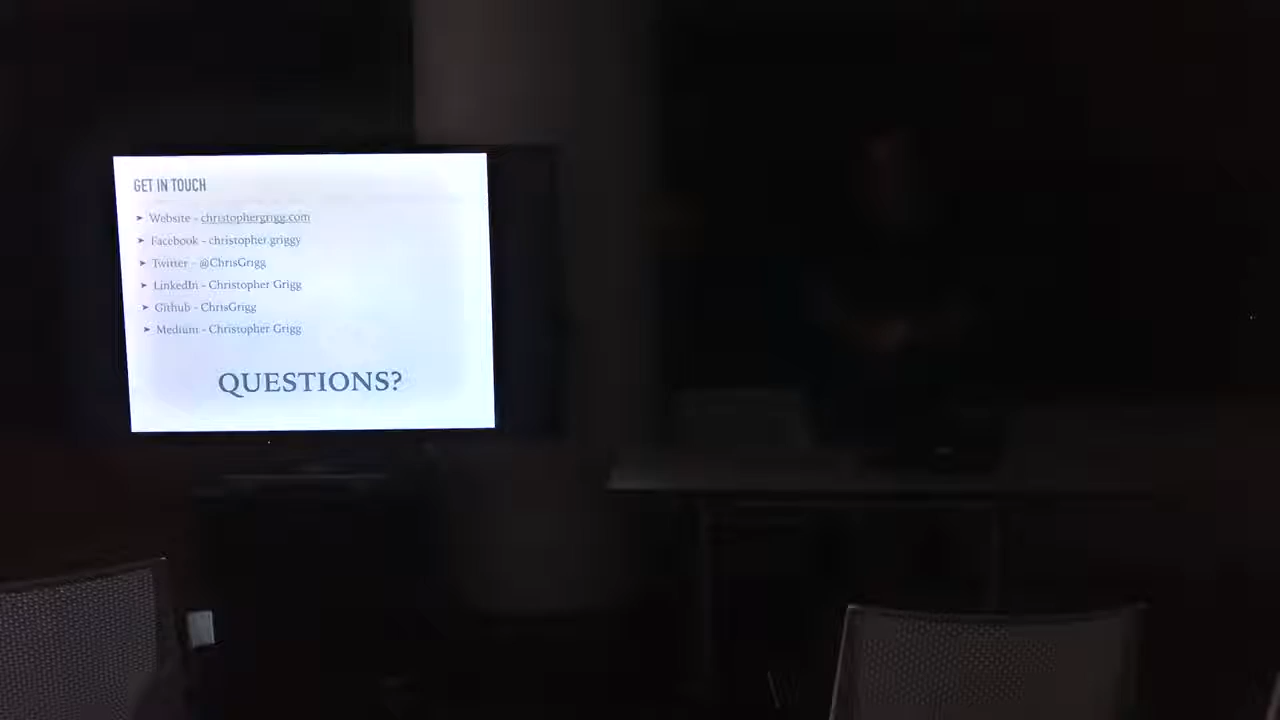 GET IN TOUCH
➤ Website - christophergrigg.com
➤ Facebook - christopher.griggy
➤ Twitter - @ChrisGrigg
➤ LinkedIn - Christopher Grigg
➤ Github - ChrisGrigg
➤ Medium - Christopher Grigg
QUESTIONS?